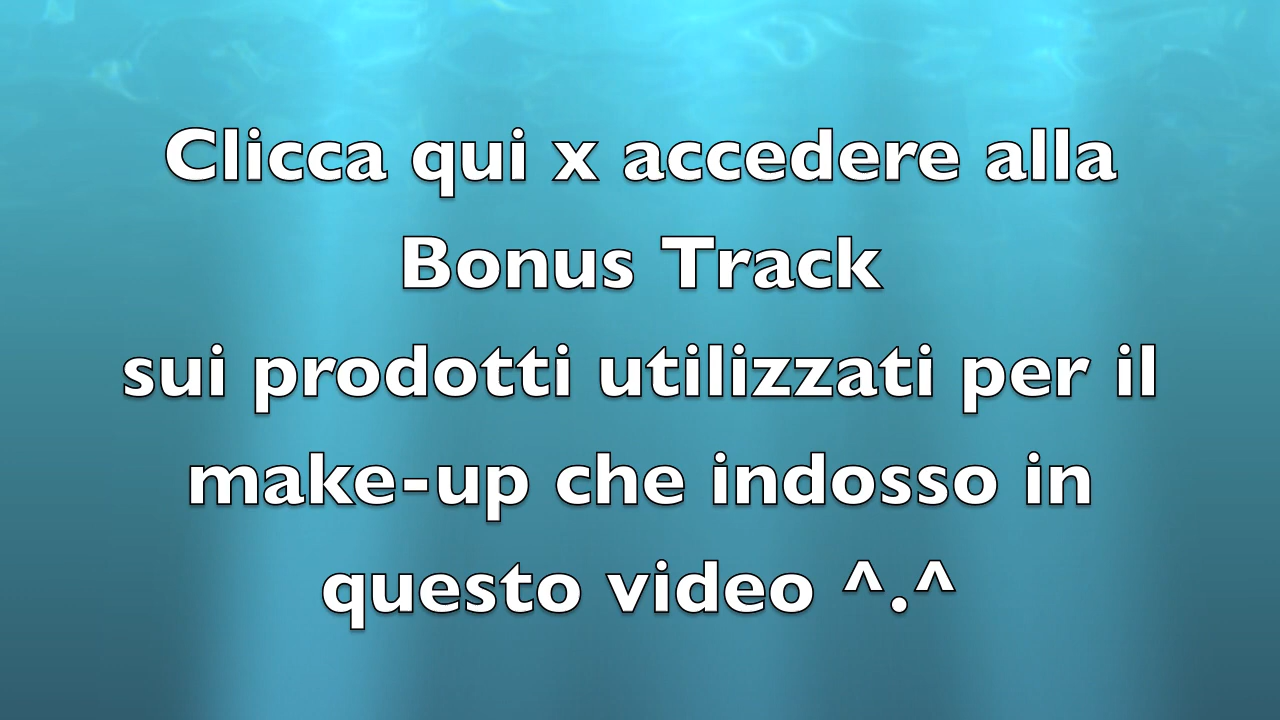 Clicca qui x accedere alla
Bonus Track
sui prodotti utilizzati per il
make-up che indosso in
questo video ^.^